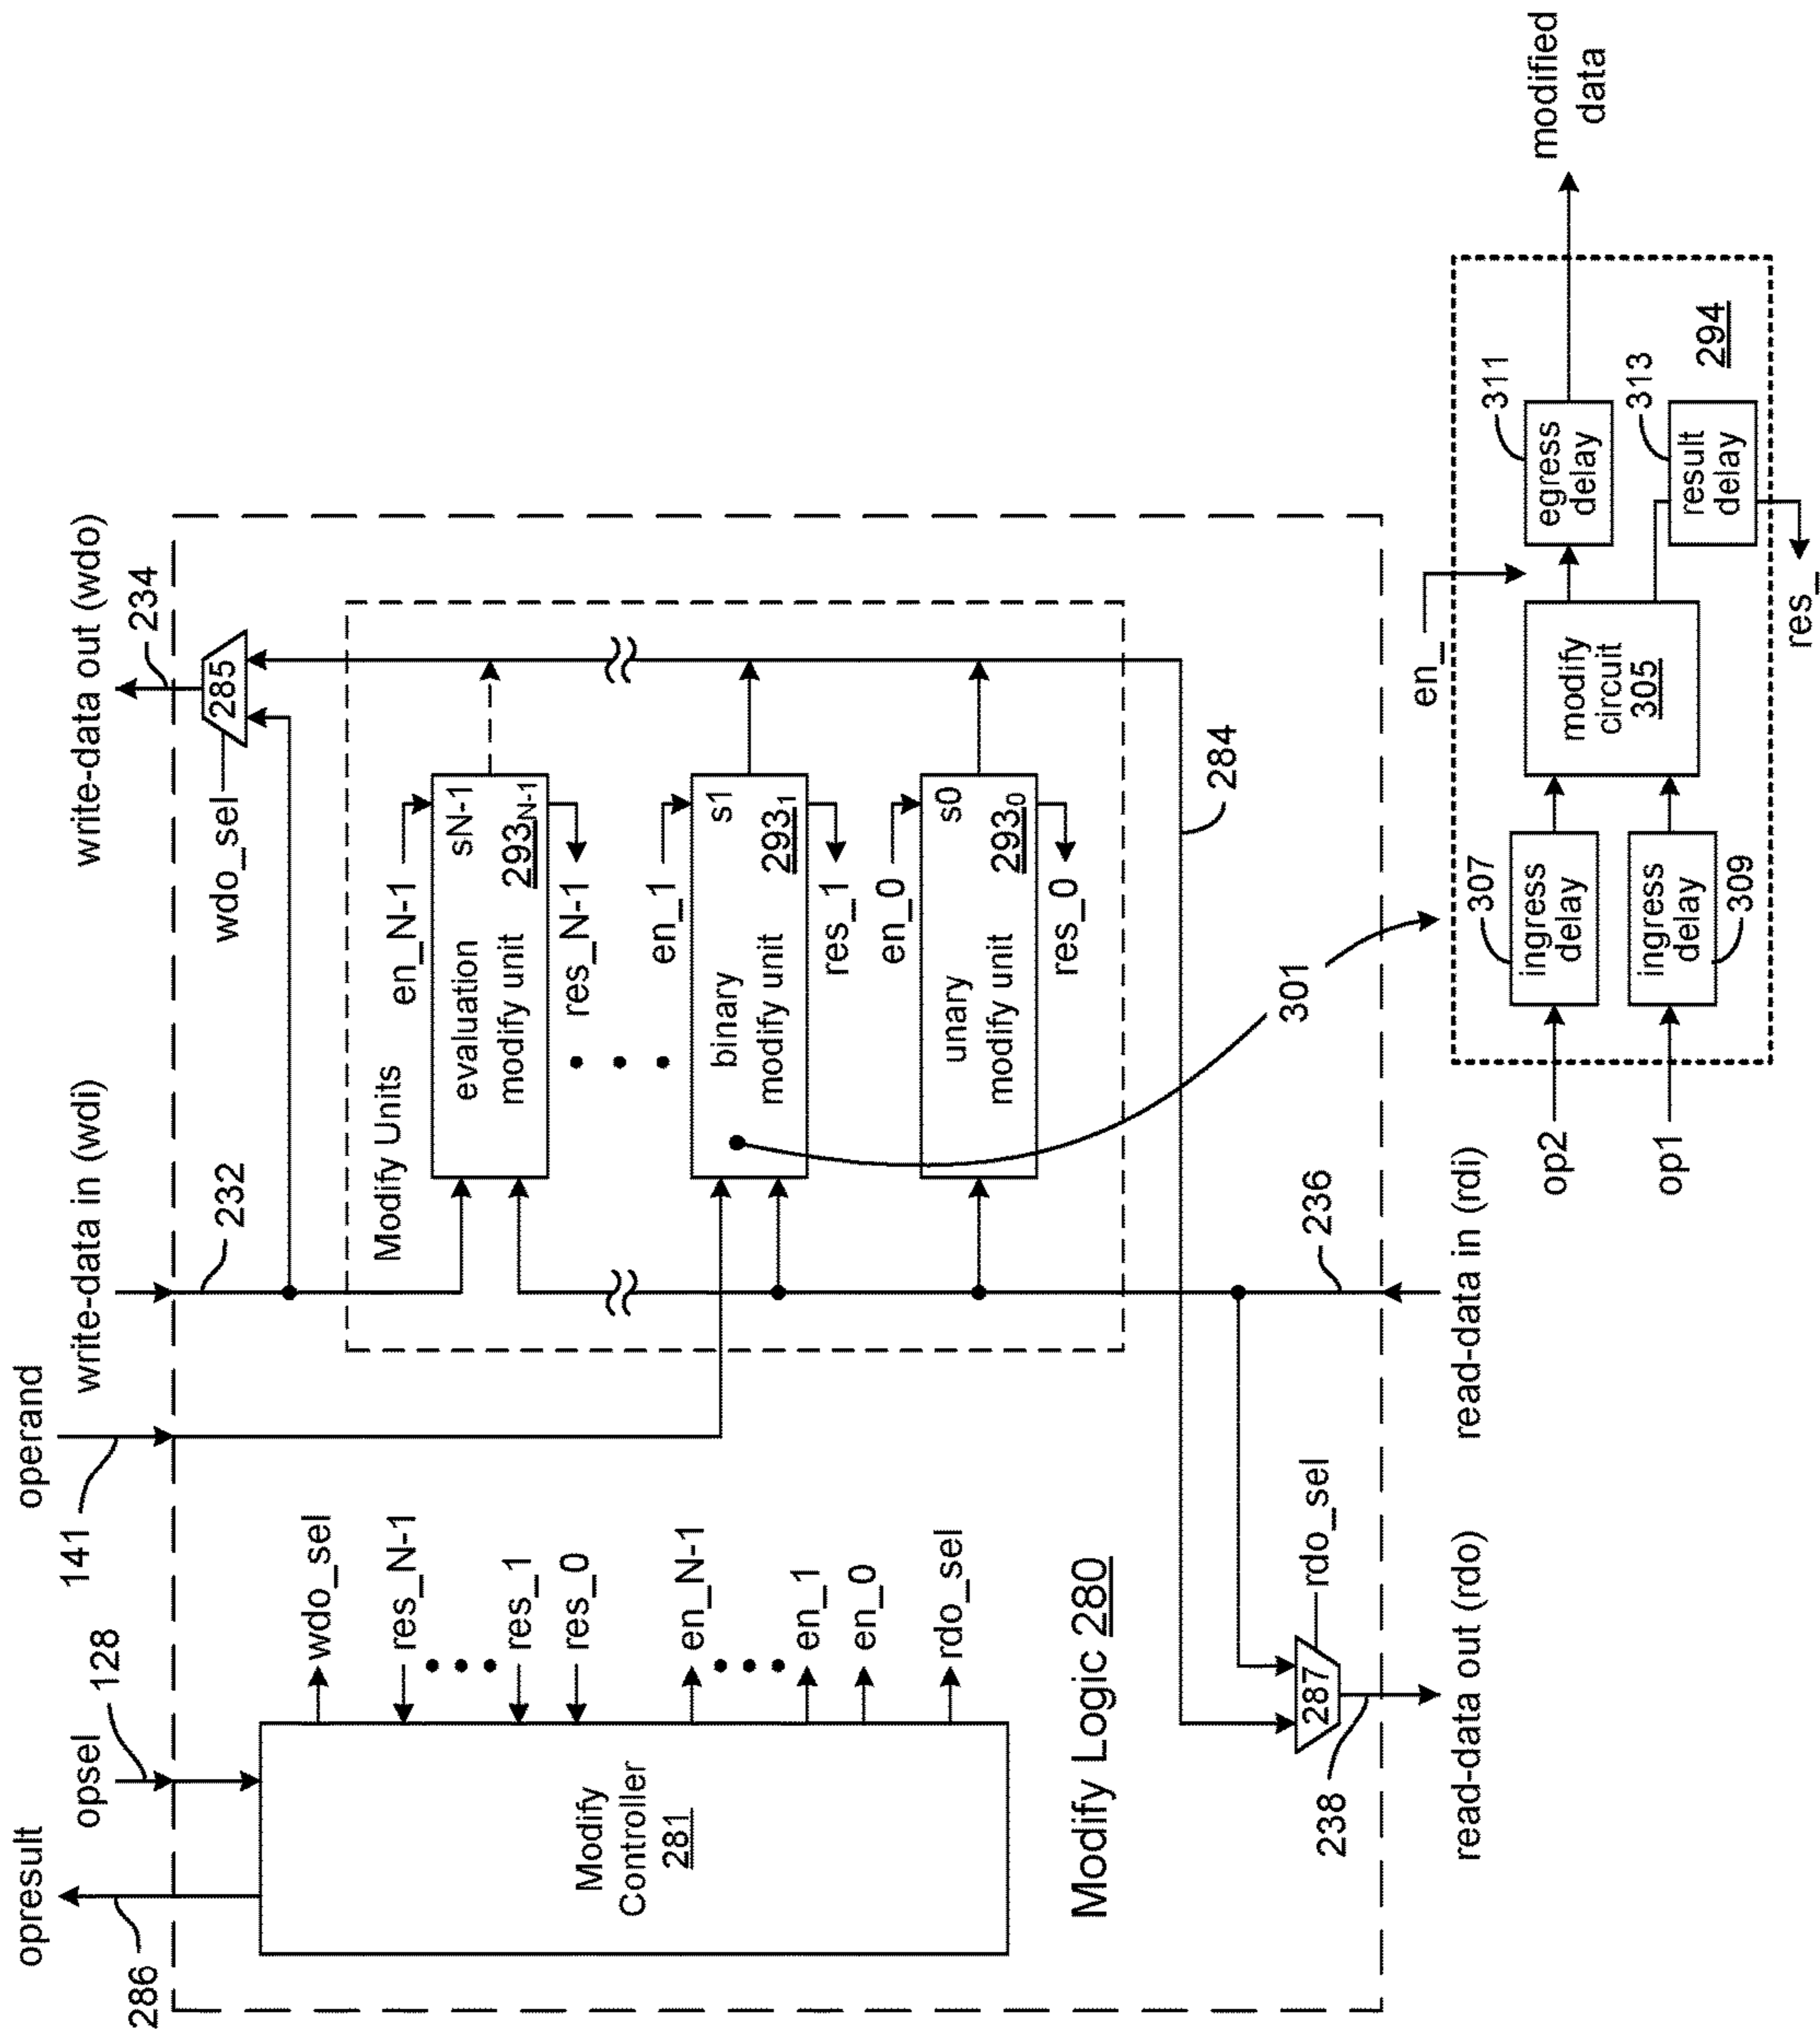 opresult
286
opsel
128
141
operand
write-data in (wdi)
232
write-data out (wdo)
234
Modify
Controller
281
wdo_sel
res_N-1
res_1
res_0
en_N-1
en_1
en_0
rdo_sel
Modify Logic 280
wdo_sel
285
Modify Units
evaluation
modify unit
sN-1
293N-1
en_N-1
res_N-1
binary
modify unit
s1
293₁
en_1
res_1
unary
modify unit
s0
293₀
en_0
res_0
284
287
rdo_sel
238
236
301
read-data out (rdo)
read-data in (rdi)
op2
op1
307
ingress
delay
ingress
delay
309
modify
circuit
305
en_
egress
delay
311
result
delay
313
294
res_
modified
data